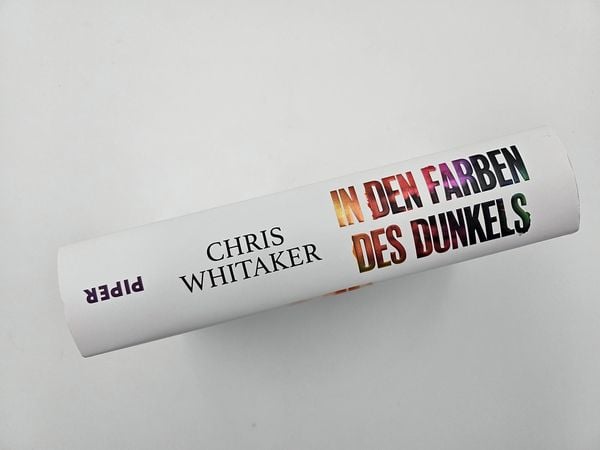 PIPER
CHRIS
WHITAKER
IN DEN FARBEN
DES DUNKELS